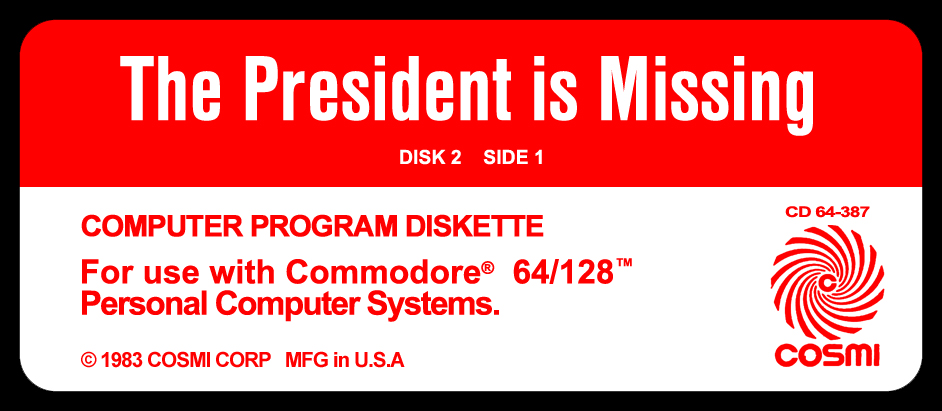 The President is Missing
DISK 2 SIDE 1
CD 64-387
COMPUTER PROGRAM DISKETTE
For use with Commodore® 64/128™
Personal Computer Systems.
© 1983 COSMI CORP MFG in U.S.A
C
COSMI